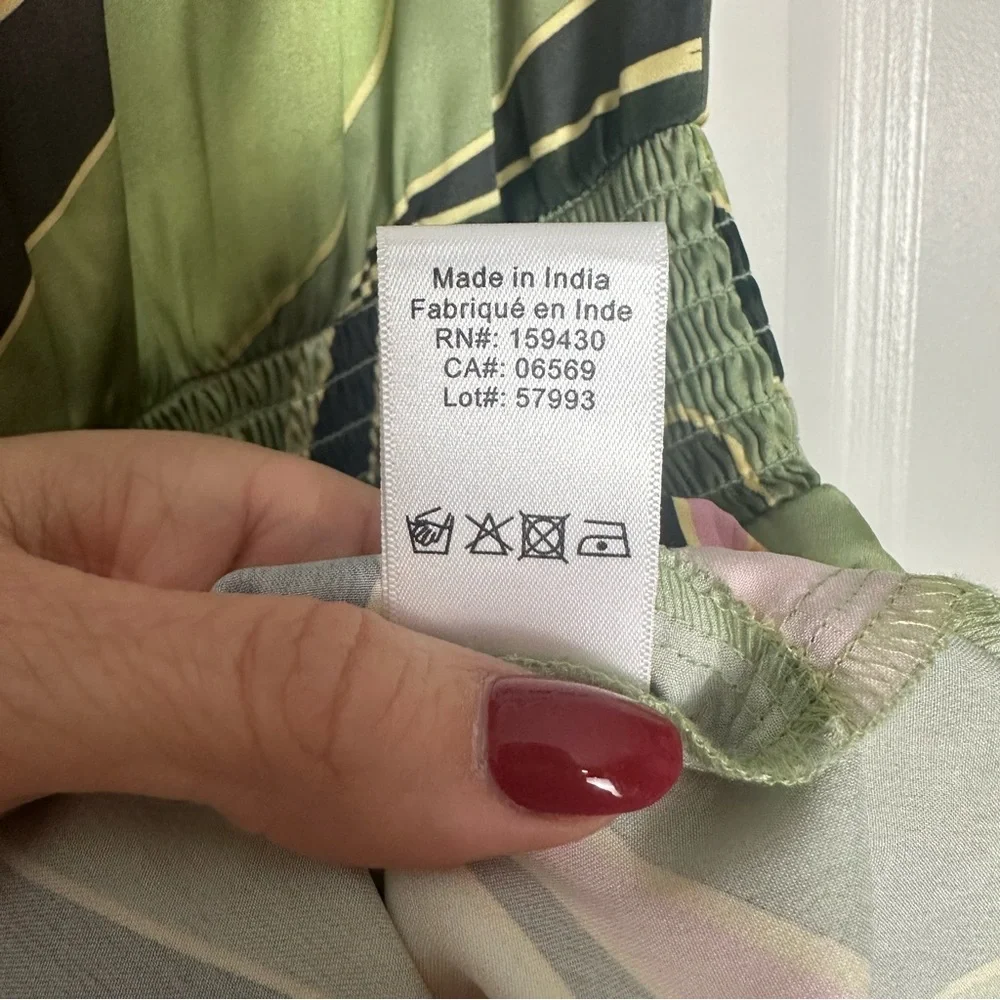 Made in India
Fabriqué en Inde
RN#: 159430
CA#: 06569
Lot#: 57993